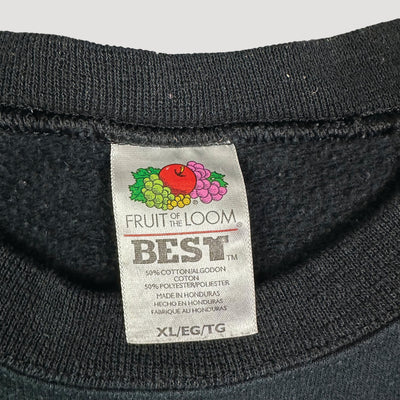 FRUIT OF THE LOOM®
BEST™
50% COTTON/ALGODON
COTON
50% POLYESTER/POLIESTER
MADE IN HONDURAS
HECHO EN HONDURAS
FABRIQUE AU HONDURAS
XL/EG/TG